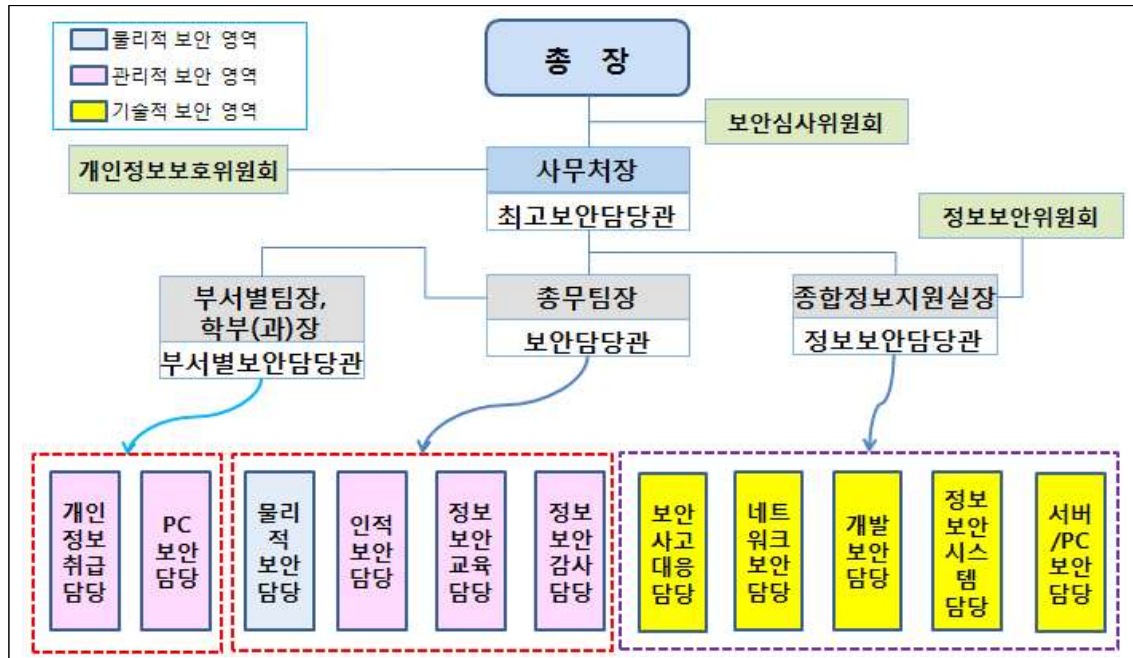 물리적 보안 영역
관리적 보안 영역
기술적 보안 영역
총 장
보안심사위원회
개인정보보호위원회
사무처장
최고보안담당관
정보보안위원회
부서별팀장,
학부(과)장
부서별보안담당관
총무팀장
보안담당관
종합정보지원실장
정보보안담당관
개인
정보
취급
담당
PC
보안
담당
물리
적
보안
담당
인적
보안
담당
정보
보안
교육
담당
정보
보안
감사
담당
보안
사고
대응
담당
네트
워크
보안
담당
개발
보안
담당
정보
보안
시스
템
담당
서버
/PC
보안
담당